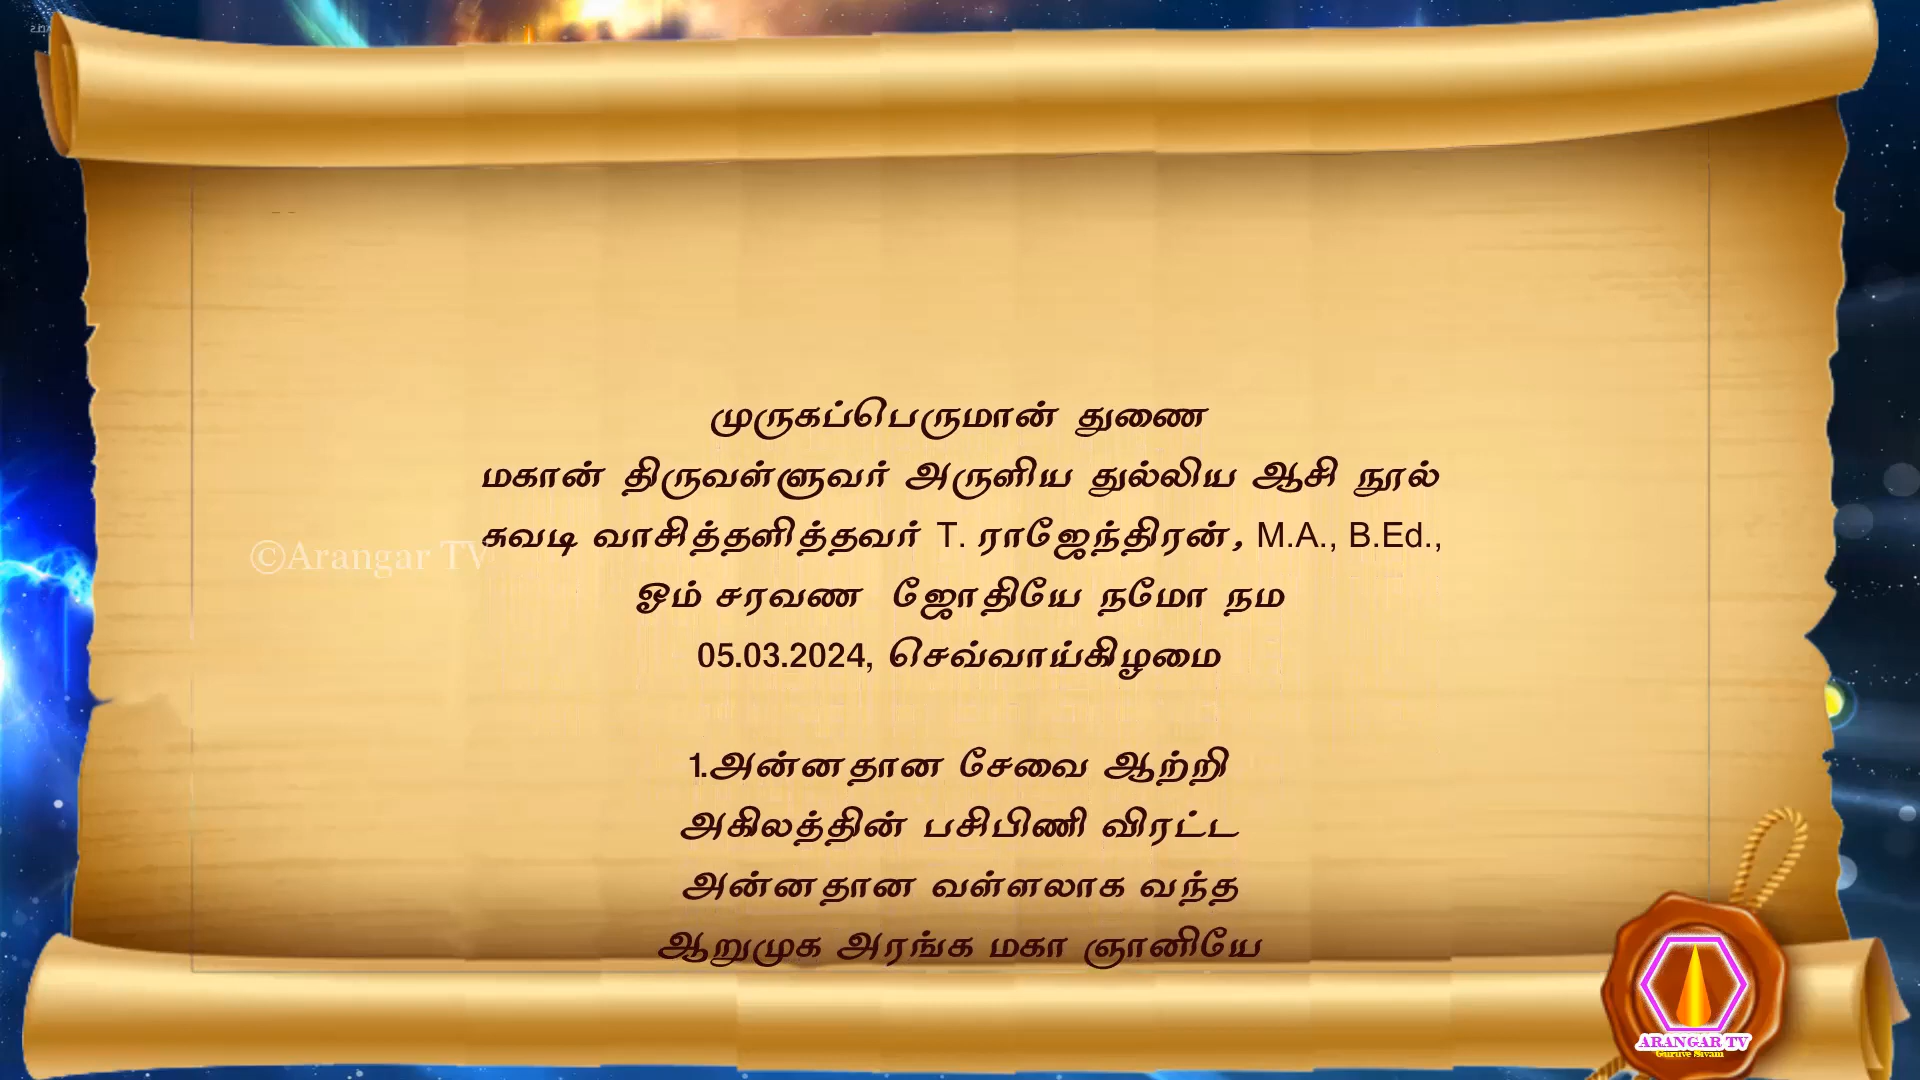 முருகப்பெருமான் துணை
மகான் திருவள்ளுவர் அருளிய துல்லிய ஆசி நூல்
சுவடி வாசித்தளித்தவர் T. ராஜேந்திரன், M.A., B.Ed.,
©Arangar TV
ஓம் சரவண ஜோதியே நமோ நம
05.03.2024, செவ்வாய்கிழமை
1.அன்னதான சேவை ஆற்றி
அகிலத்தின் பசிபிணி விரட்ட
அன்னதான வள்ளலாக வந்த
ஆறுமுக அரங்க மகா ஞானியே
ARANGAR TV
Guruve Sivam